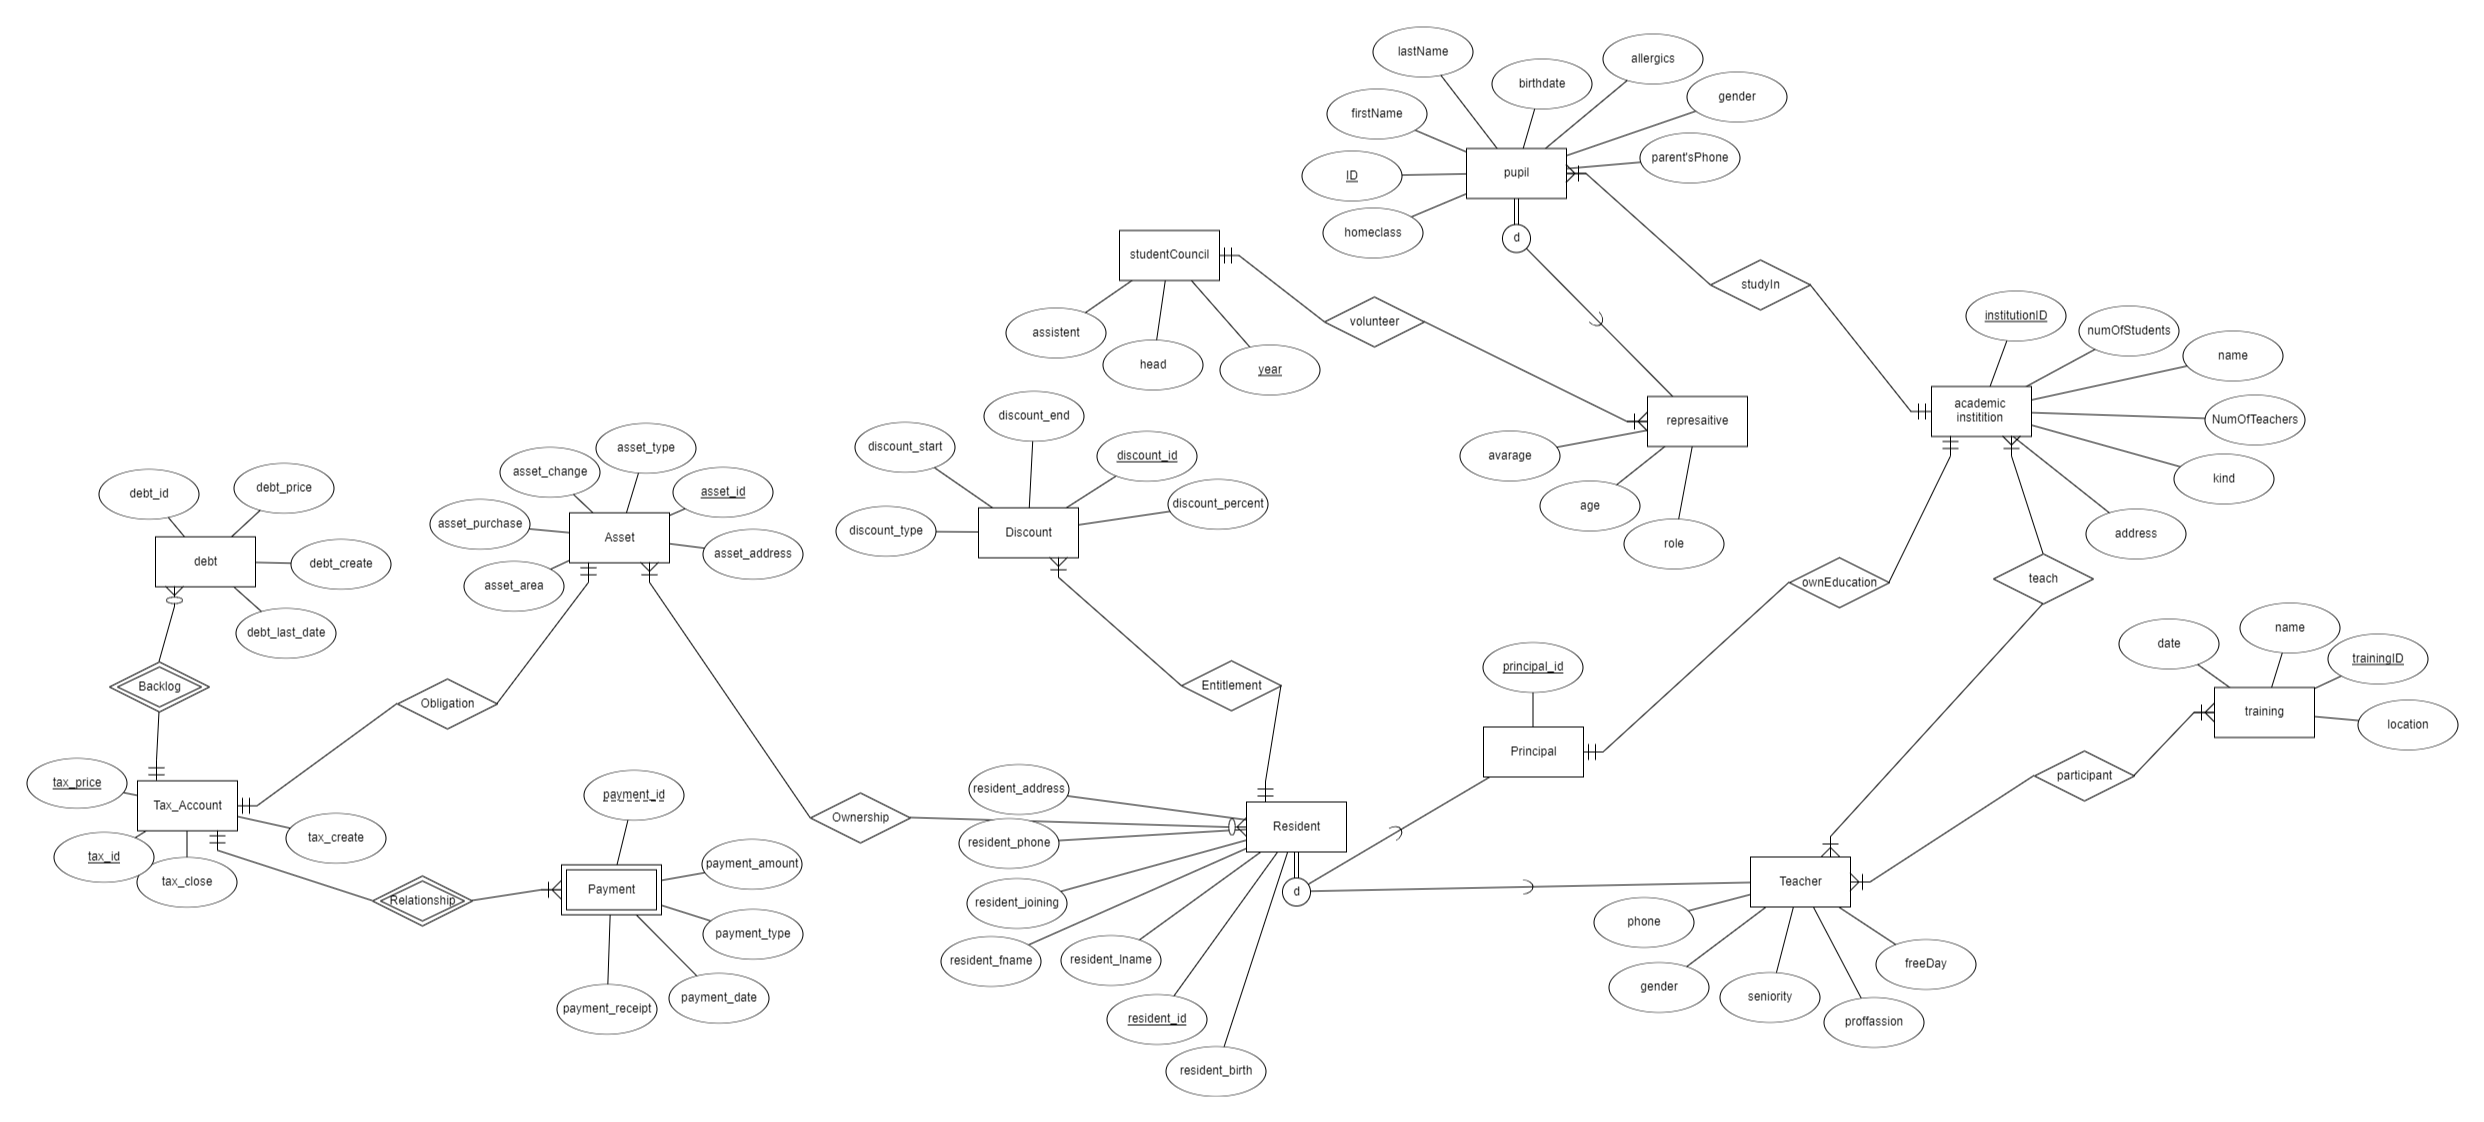 lastName
allergics
birthdate
gender
firstName
parent'sPhone
pupil
ID
homeclass
d
studentCouncil
studyIn
institutionID
volunteer
numOfStudents
assistent
head
year
name
academic
institition
represaitive
NumOfTeachers
discount_end
discount_start
discount_id
avarage
kind
asset_type
asset_change
asset_id
discount_percent
debt_id
debt_price
age
asset_purchase
discount_type
Discount
Asset
asset_address
role
address
debt
debt_create
asset_area
ownEducation
teach
debt_last_date
name
date
trainingID
principal_id
Backlog
Obligation
Entitlement
training
location
Principal
participant
tax_price
Tax_Account
payment_id
resident_address
Ownership
Resident
tax_create
resident_phone
tax_id
tax_close
payment_amount
Payment
Relationship
d
Teacher
resident_joining
phone
payment_type
resident_fname
resident_lname
freeDay
gender
seniority
payment_receipt
payment_date
resident_id
proffassion
resident_birth